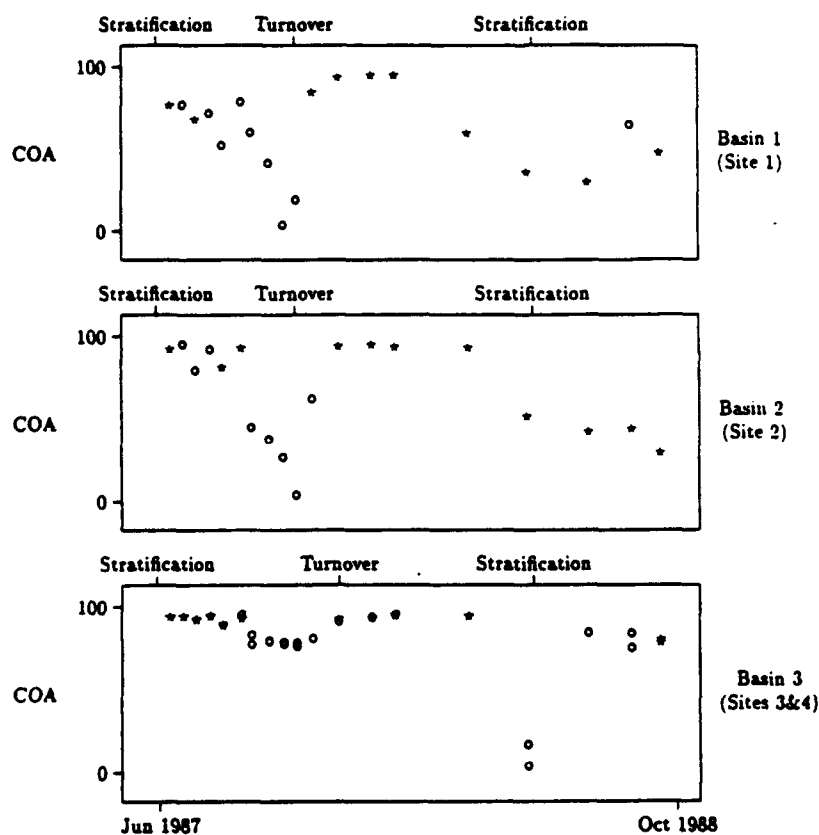 Stratification Turnover Stratification
100
COA
0
Basin 1
(Site 1)
Stratification Turnover Stratification
100
COA
0
Basin 2
(Site 2)
Stratification Turnover Stratification
100
COA
0
Basin 3
(Sites 3&4)
Jun 1987 Oct 1988